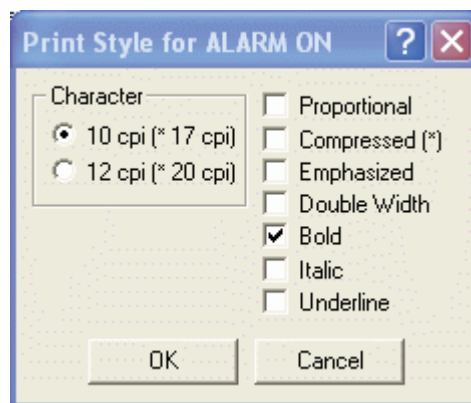 Print Style for ALARM ON
Character
10 cpi (* 17 cpi)
12 cpi (* 20 cpi)
Proportional
Compressed (*)
Emphasized
Double Width
Bold
Italic
Underline
OK
Cancel